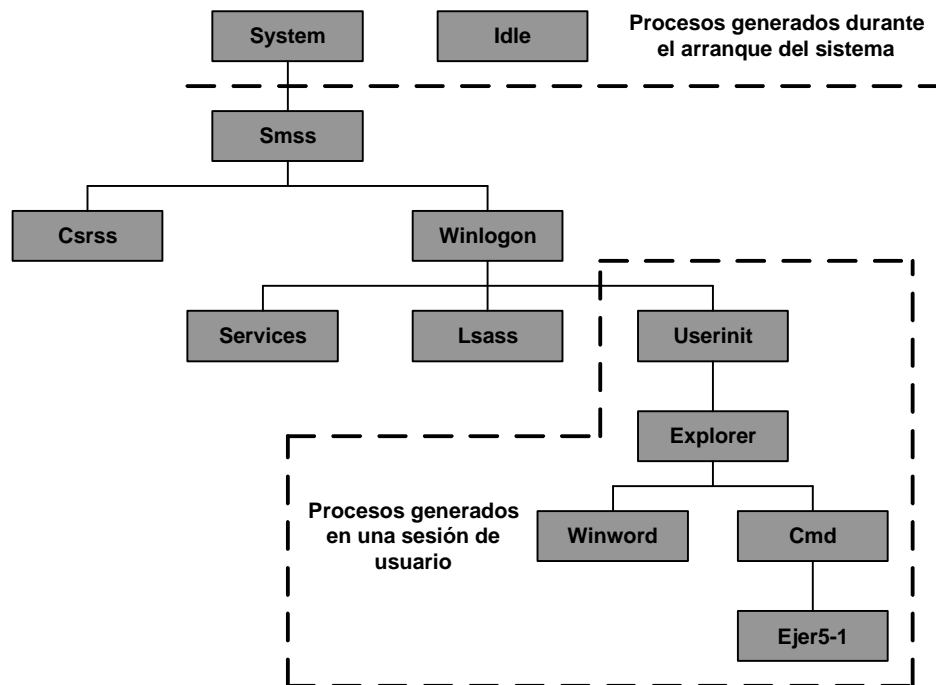 System
Idle
Procesos generados durante
el arranque del sistema
Smss
Csrss
Winlogon
Services
Lsass
Userinit
Explorer
Procesos generados
en una sesión de
usuario
Winword
Cmd
Ejer5-1